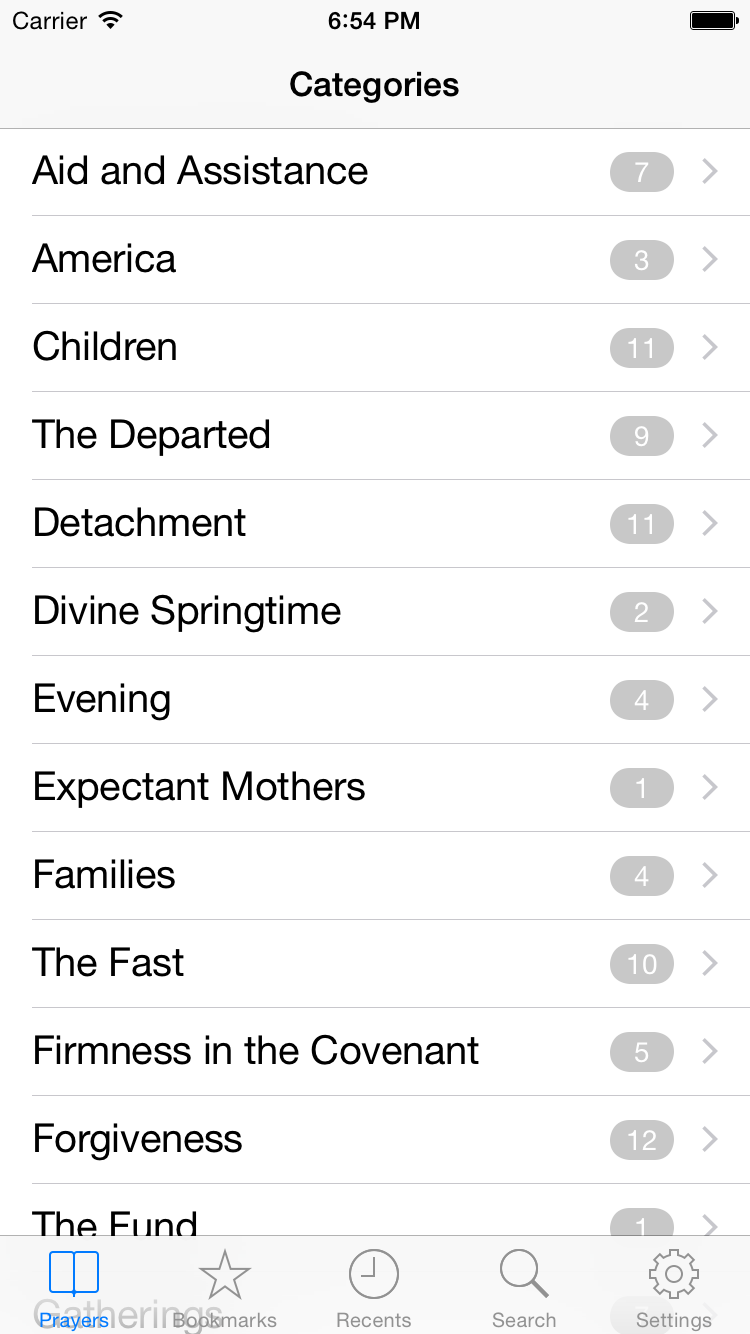 Carrier 6:54 PM
Categories
Aid and Assistance 7
America 3
Children 11
The Departed 9
Detachment 11
Divine Springtime 2
Evening 4
Expectant Mothers 1
Families 4
The Fast 10
Firmness in the Covenant 5
Forgiveness 12
The Fund 1
Gatherings
Prayers Bookmarks Recents Search Settings